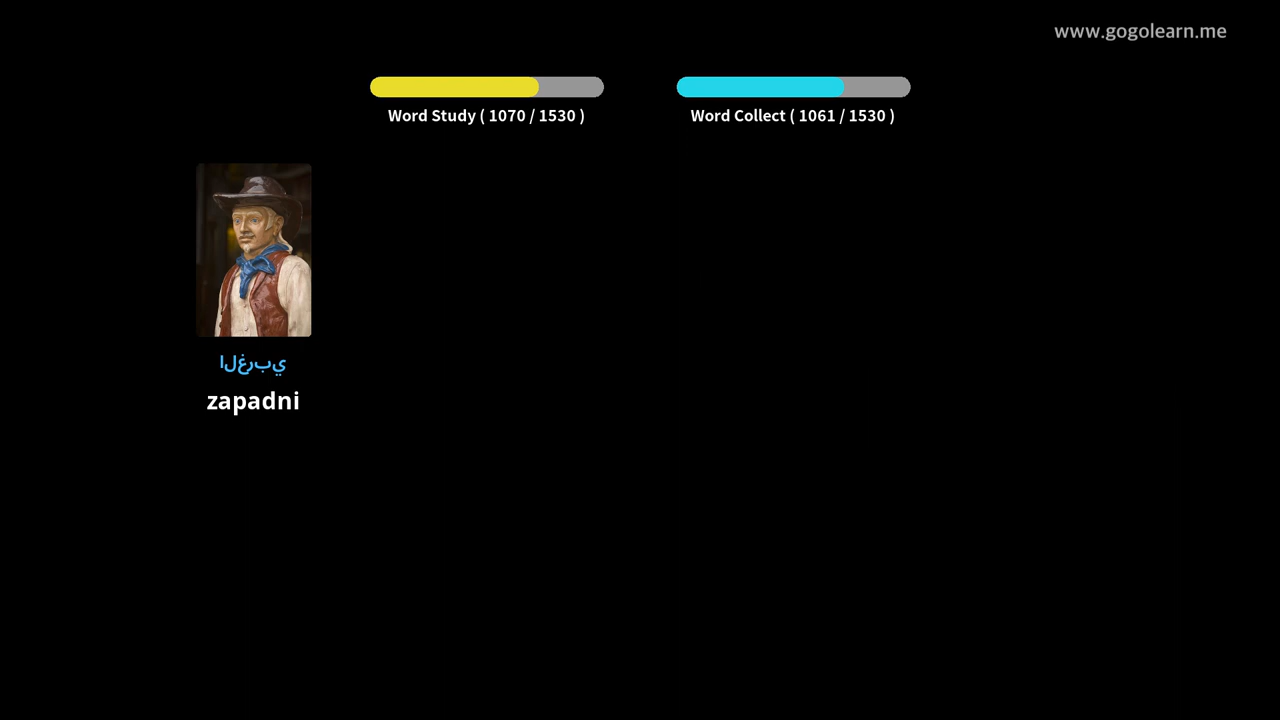 www.gogolearn.me
Word Study ( 1070 / 1530 )
Word Collect ( 1061 / 1530 )
الغربي
zapadni